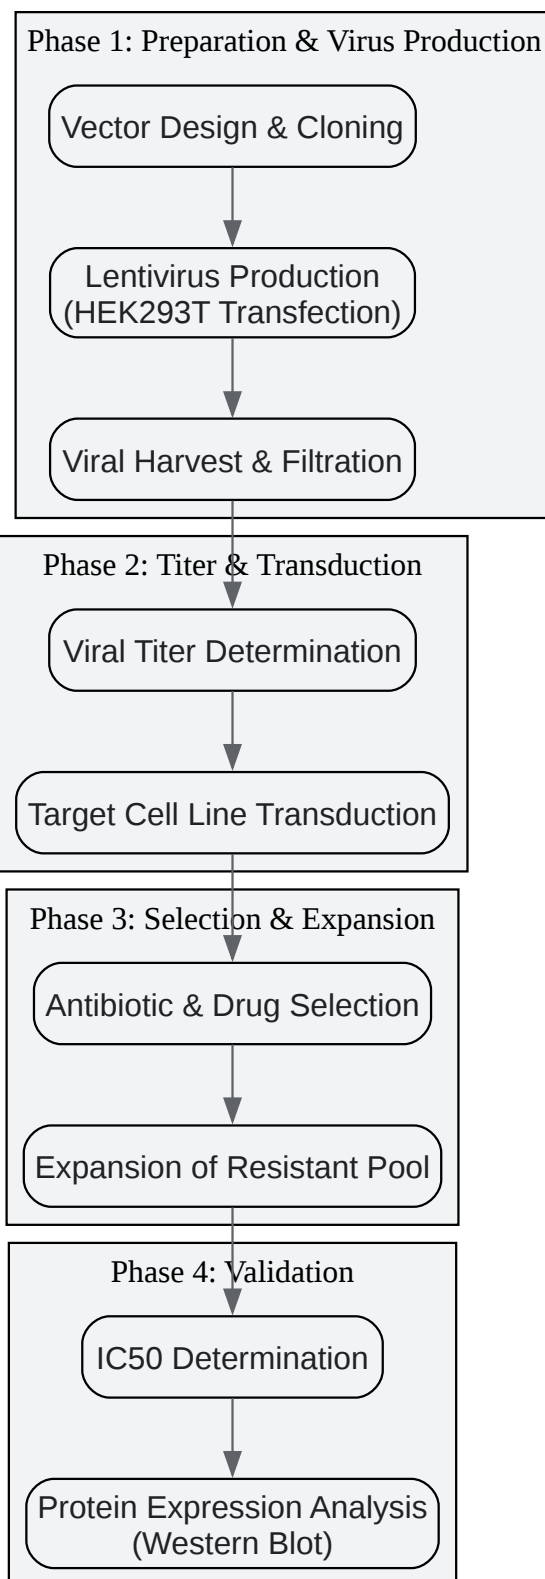 Phase 1: Preparation & Virus Production
Vector Design & Cloning
Lentivirus Production
(HEK293T Transfection)
Viral Harvest & Filtration
Phase 2: Titer & Transduction
Viral Titer Determination
Target Cell Line Transduction
Phase 3: Selection & Expansion
Antibiotic & Drug Selection
Expansion of Resistant Pool
Phase 4: Validation
IC50 Determination
Protein Expression Analysis
(Western Blot)